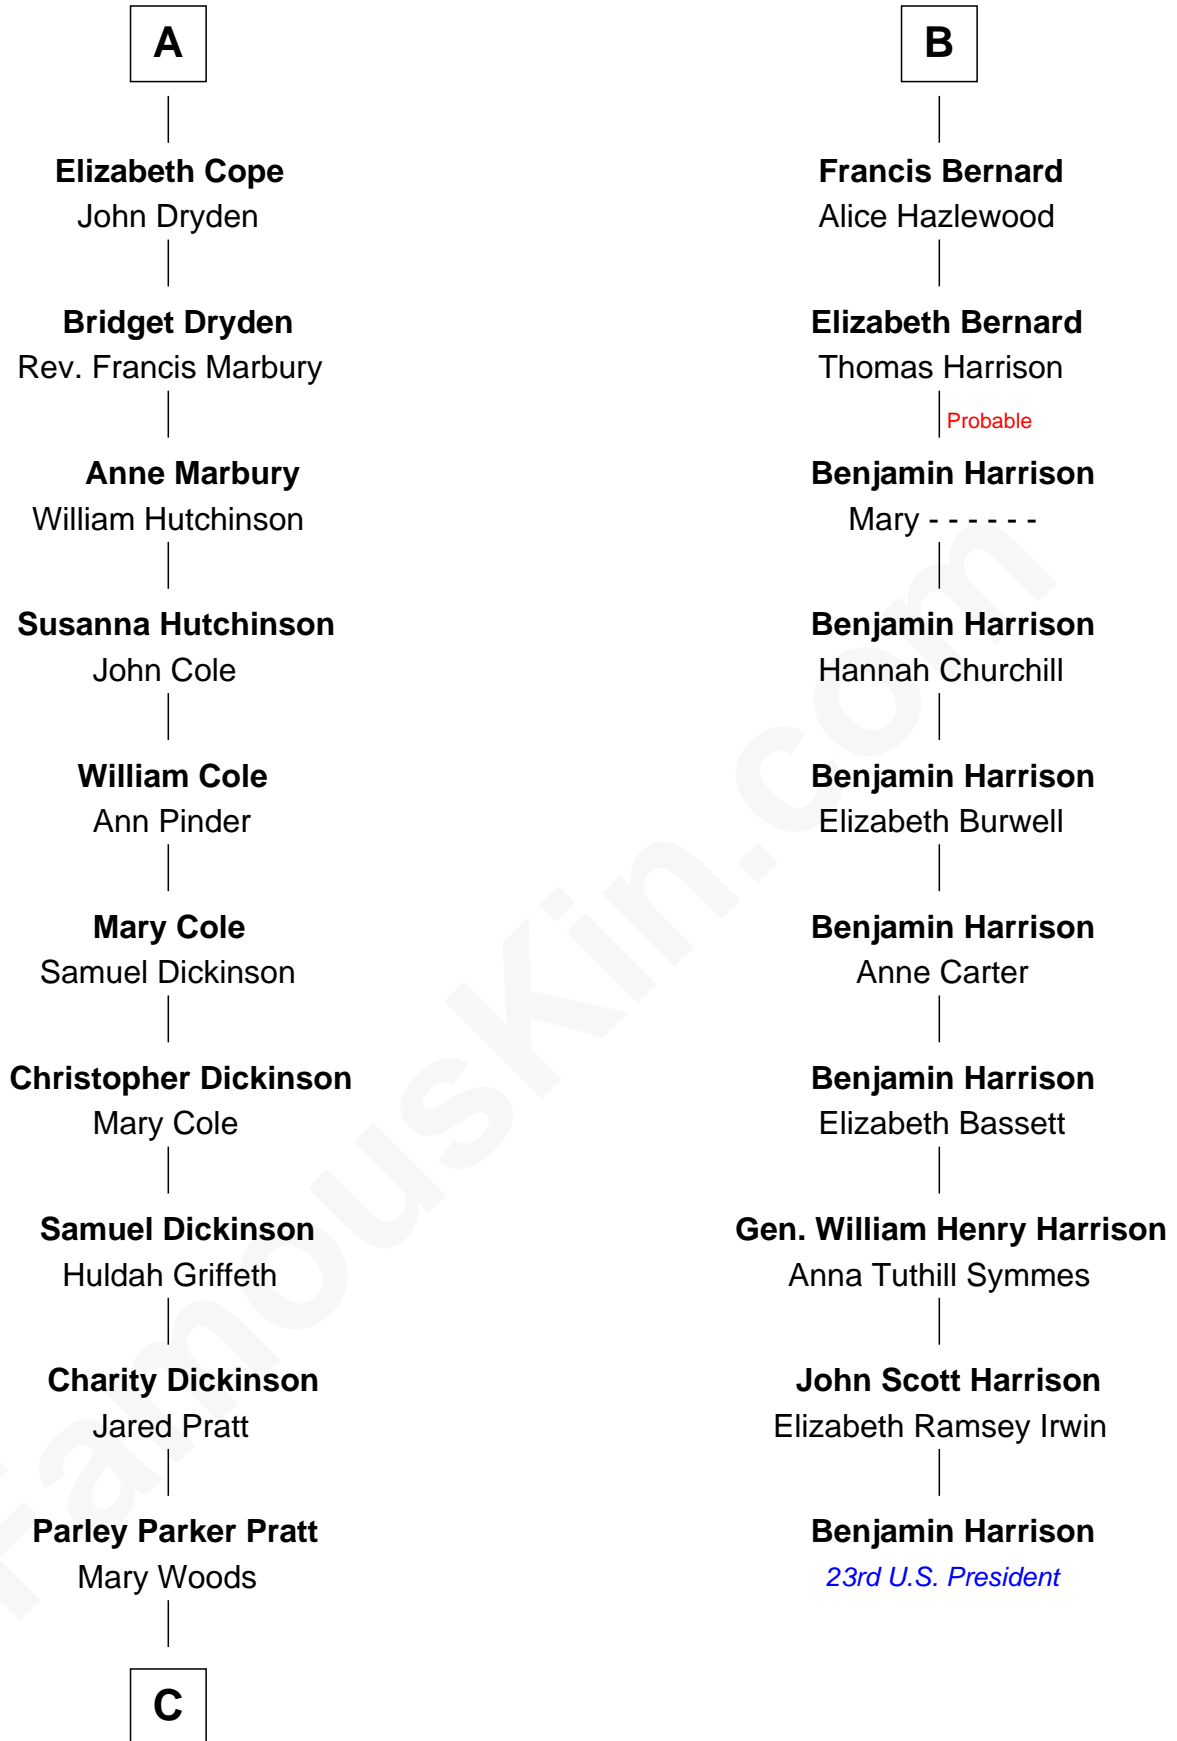 A
Elizabeth Cope
John Dryden
Bridget Dryden
Rev. Francis Marbury
Anne Marbury
William Hutchinson
Susanna Hutchinson
John Cole
William Cole
Ann Pinder
Mary Cole
Samuel Dickinson
Christopher Dickinson
Mary Cole
Samuel Dickinson
Huldah Griffeth
Charity Dickinson
Jared Pratt
Parley Parker Pratt
Mary Woods
C
B
Francis Bernard
Alice Hazlewood
Elizabeth Bernard
Thomas Harrison
Probable
Benjamin Harrison
Mary - - - - - -
Benjamin Harrison
Hannah Churchill
Benjamin Harrison
Elizabeth Burwell
Benjamin Harrison
Anne Carter
Benjamin Harrison
Elizabeth Bassett
Gen. William Henry Harrison
Anna Tuthill Symmes
John Scott Harrison
Elizabeth Ramsey Irwin
Benjamin Harrison
23rd U.S. President
FamousKin.com